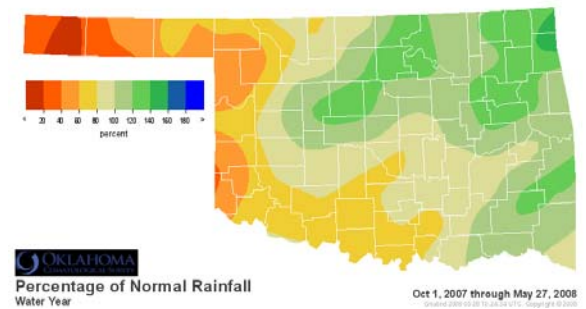 < 20 40 60 80 100 120 140 160 180 >
percent
OKLAHOMA
CLIMATOLOGICAL SURVEY
Percentage of Normal Rainfall
Water Year
Oct 1, 2007 through May 27, 2008